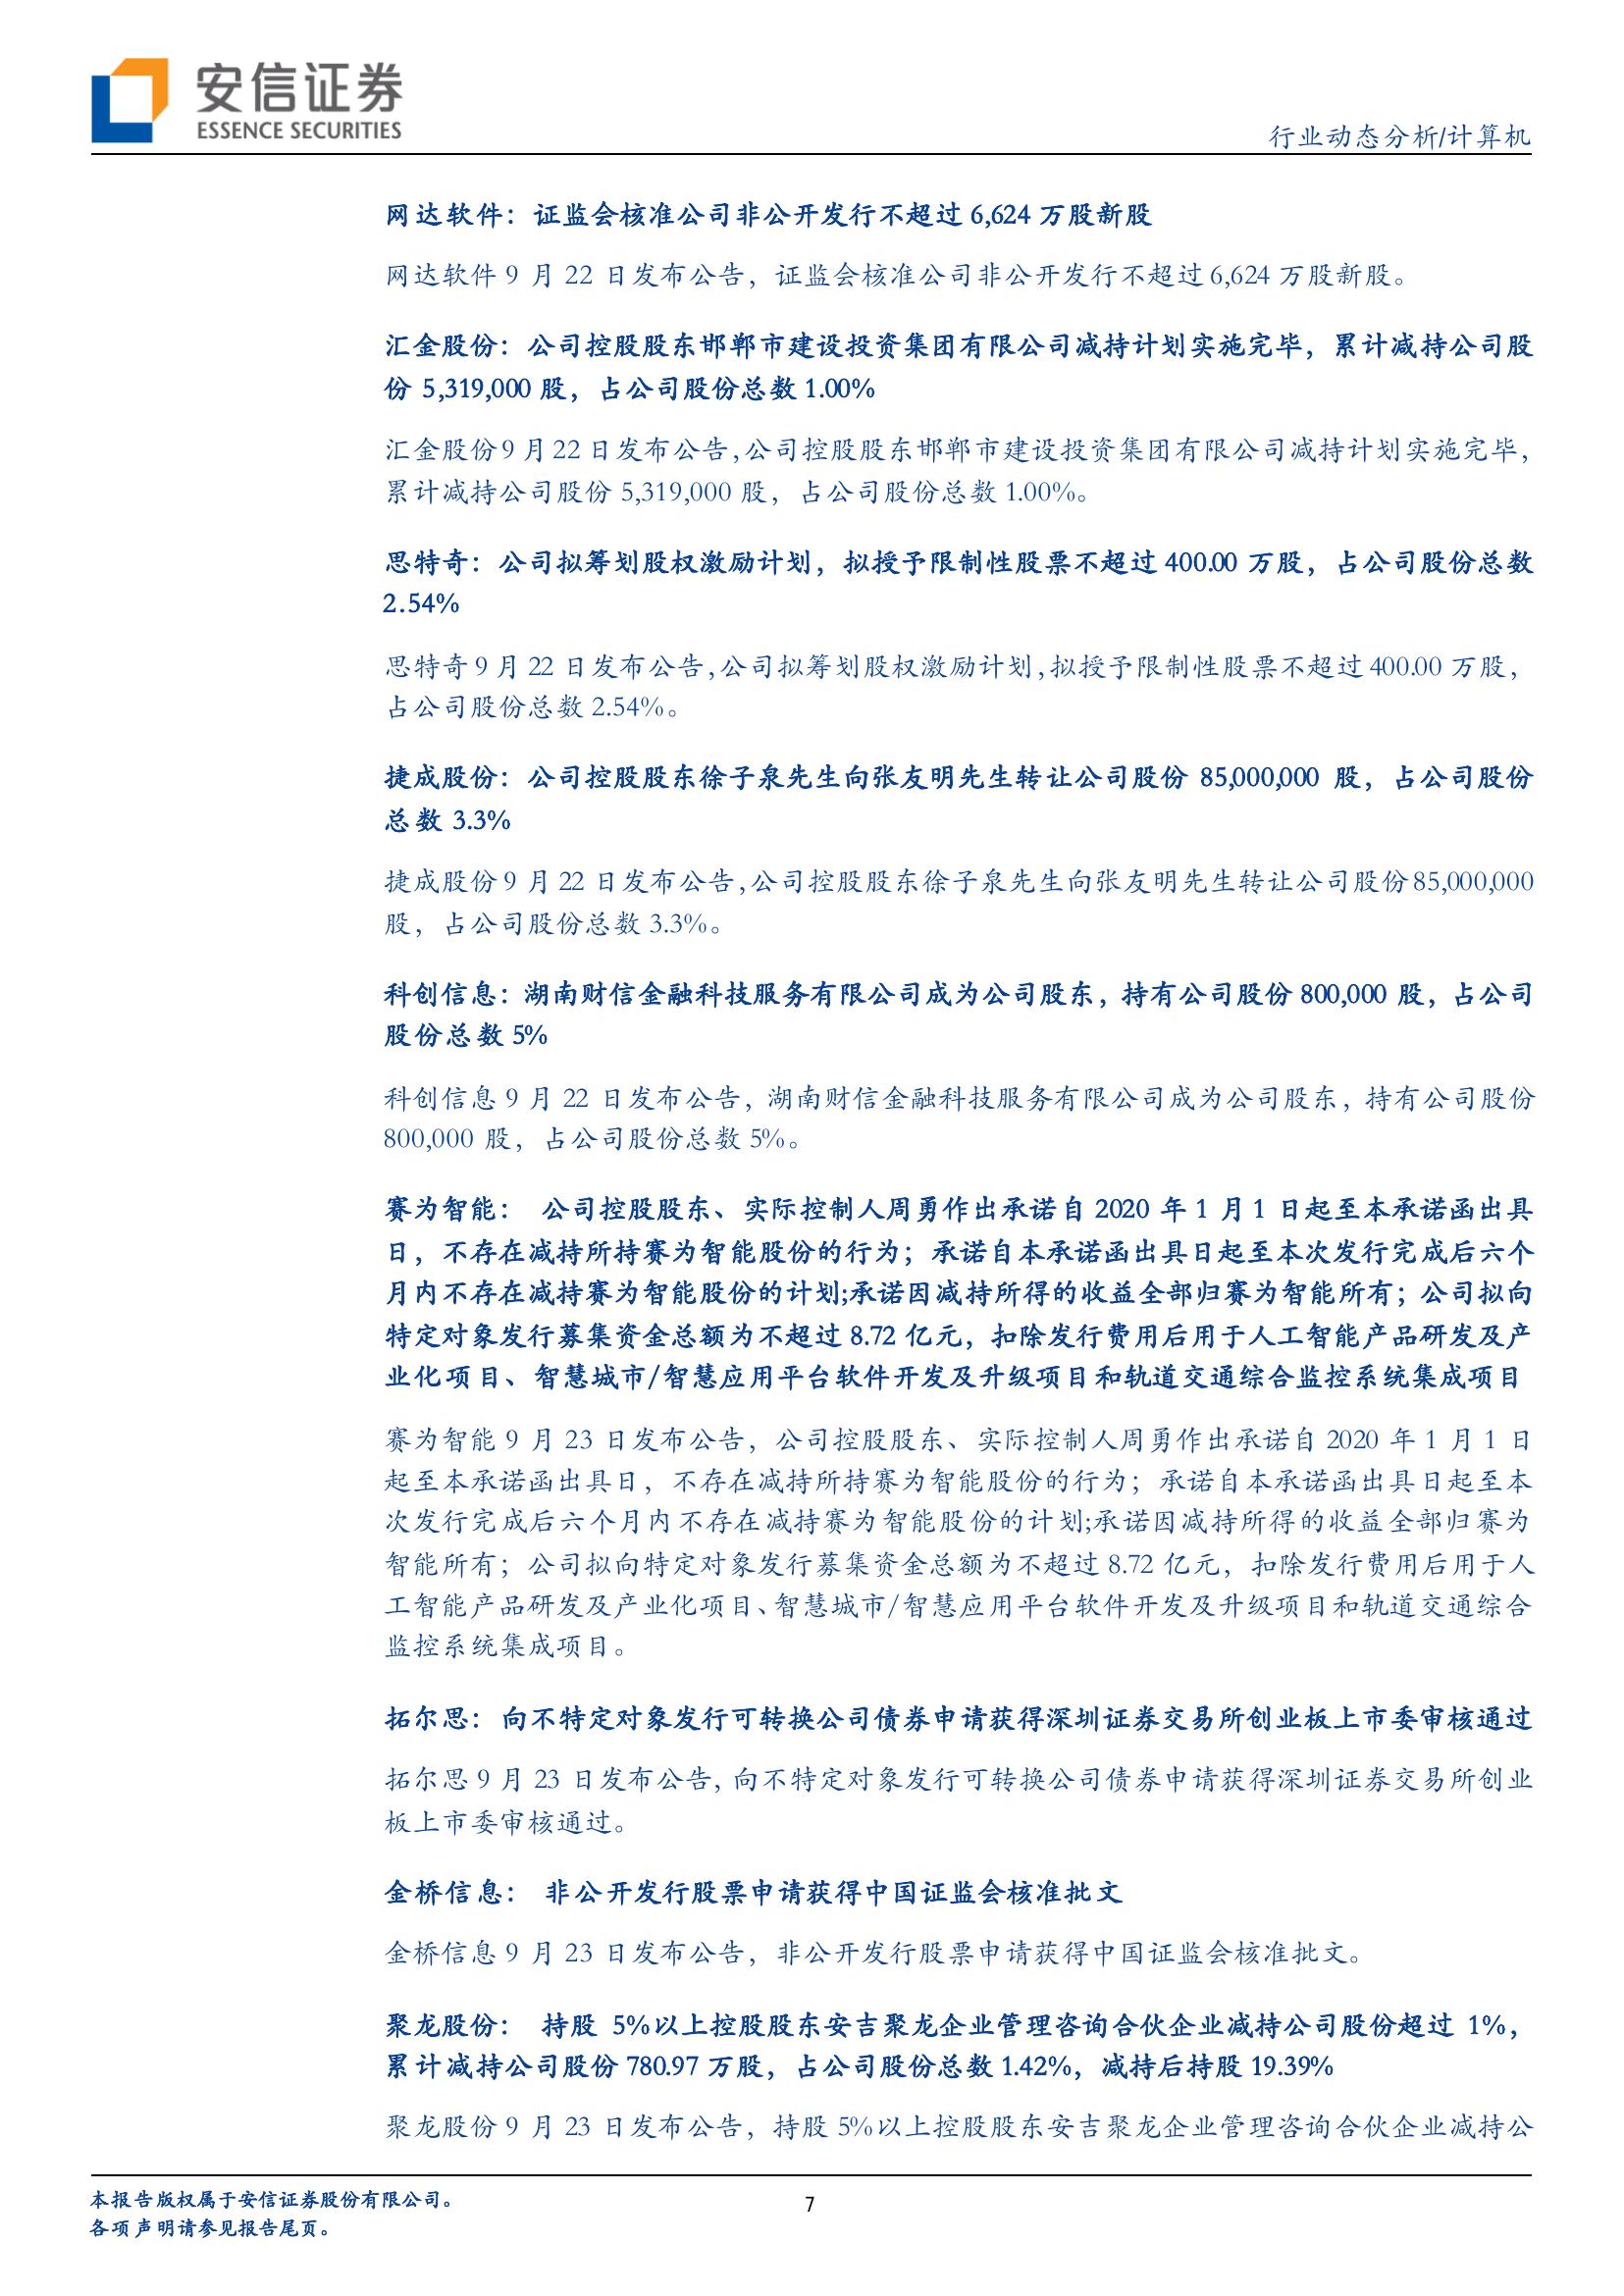 安信证券
ESSENCE SECURITIES
行业动态分析/计算机
网达软件：证监会核准公司非公开发行不超过 6,624 万股新股
网达软件 9 月 22 日发布公告，证监会核准公司非公开发行不超过 6,624 万股新股。
汇金股份：公司控股股东邯郸市建设投资集团有限公司减持计划实施完毕，累计减持公司股
份 5,319,000 股，占公司股份总数 1.00%
汇金股份 9 月 22 日发布公告,公司控股股东邯郸市建设投资集团有限公司减持计划实施完毕，
累计减持公司股份 5,319,000 股，占公司股份总数 1.00%。
思特奇：公司拟筹划股权激励计划，拟授予限制性股票不超过 400.00 万股，占公司股份总数
2.54%
思特奇 9 月 22 日发布公告,公司拟筹划股权激励计划,拟授予限制性股票不超过 400.00 万股，
占公司股份总数 2.54%。
捷成股份：公司控股股东徐子泉先生向张友明先生转让公司股份 85,000,000 股，占公司股份
总数 3.3%
捷成股份 9 月 22 日发布公告,公司控股股东徐子泉先生向张友明先生转让公司股份 85,000,000
股，占公司股份总数 3.3%。
科创信息：湖南财信金融科技服务有限公司成为公司股东，持有公司股份 800,000 股，占公司
股份总数 5%
科创信息 9 月 22 日发布公告，湖南财信金融科技服务有限公司成为公司股东，持有公司股份
800,000 股，占公司股份总数 5%。
赛为智能： 公司控股股东、实际控制人周勇作出承诺自 2020 年 1 月 1 日起至本承诺函出具
日，不存在减持所持赛为智能股份的行为；承诺自本承诺函出具日起至本次发行完成后六个
月内不存在减持赛为智能股份的计划;承诺因减持所得的收益全部归赛为智能所有；公司拟向
特定对象发行募集资金总额为不超过 8.72 亿元，扣除发行费用后用于人工智能产品研发及产
业化项目、智慧城市/智慧应用平台软件开发及升级项目和轨道交通综合监控系统集成项目
赛为智能 9 月 23 日发布公告，公司控股股东、实际控制人周勇作出承诺自 2020 年 1 月 1 日
起至本承诺函出具日，不存在减持所持赛为智能股份的行为；承诺自本承诺函出具日起至本
次发行完成后六个月内不存在减持赛为智能股份的计划;承诺因减持所得的收益全部归赛为
智能所有；公司拟向特定对象发行募集资金总额为不超过 8.72 亿元，扣除发行费用后用于人
工智能产品研发及产业化项目、智慧城市/智慧应用平台软件开发及升级项目和轨道交通综合
监控系统集成项目。
拓尔思：向不特定对象发行可转换公司债券申请获得深圳证券交易所创业板上市委审核通过
拓尔思 9 月 23 日发布公告，向不特定对象发行可转换公司债券申请获得深圳证券交易所创业
板上市委审核通过。
金桥信息： 非公开发行股票申请获得中国证监会核准批文
金桥信息 9 月 23 日发布公告，非公开发行股票申请获得中国证监会核准批文。
聚龙股份： 持股 5%以上控股股东安吉聚龙企业管理咨询合伙企业减持公司股份超过 1%，
累计减持公司股份 780.97 万股，占公司股份总数 1.42%，减持后持股 19.39%
聚龙股份 9 月 23 日发布公告，持股 5%以上控股股东安吉聚龙企业管理咨询合伙企业减持公
本报告版权属于安信证券股份有限公司。
各项声明请参见报告尾页。
7